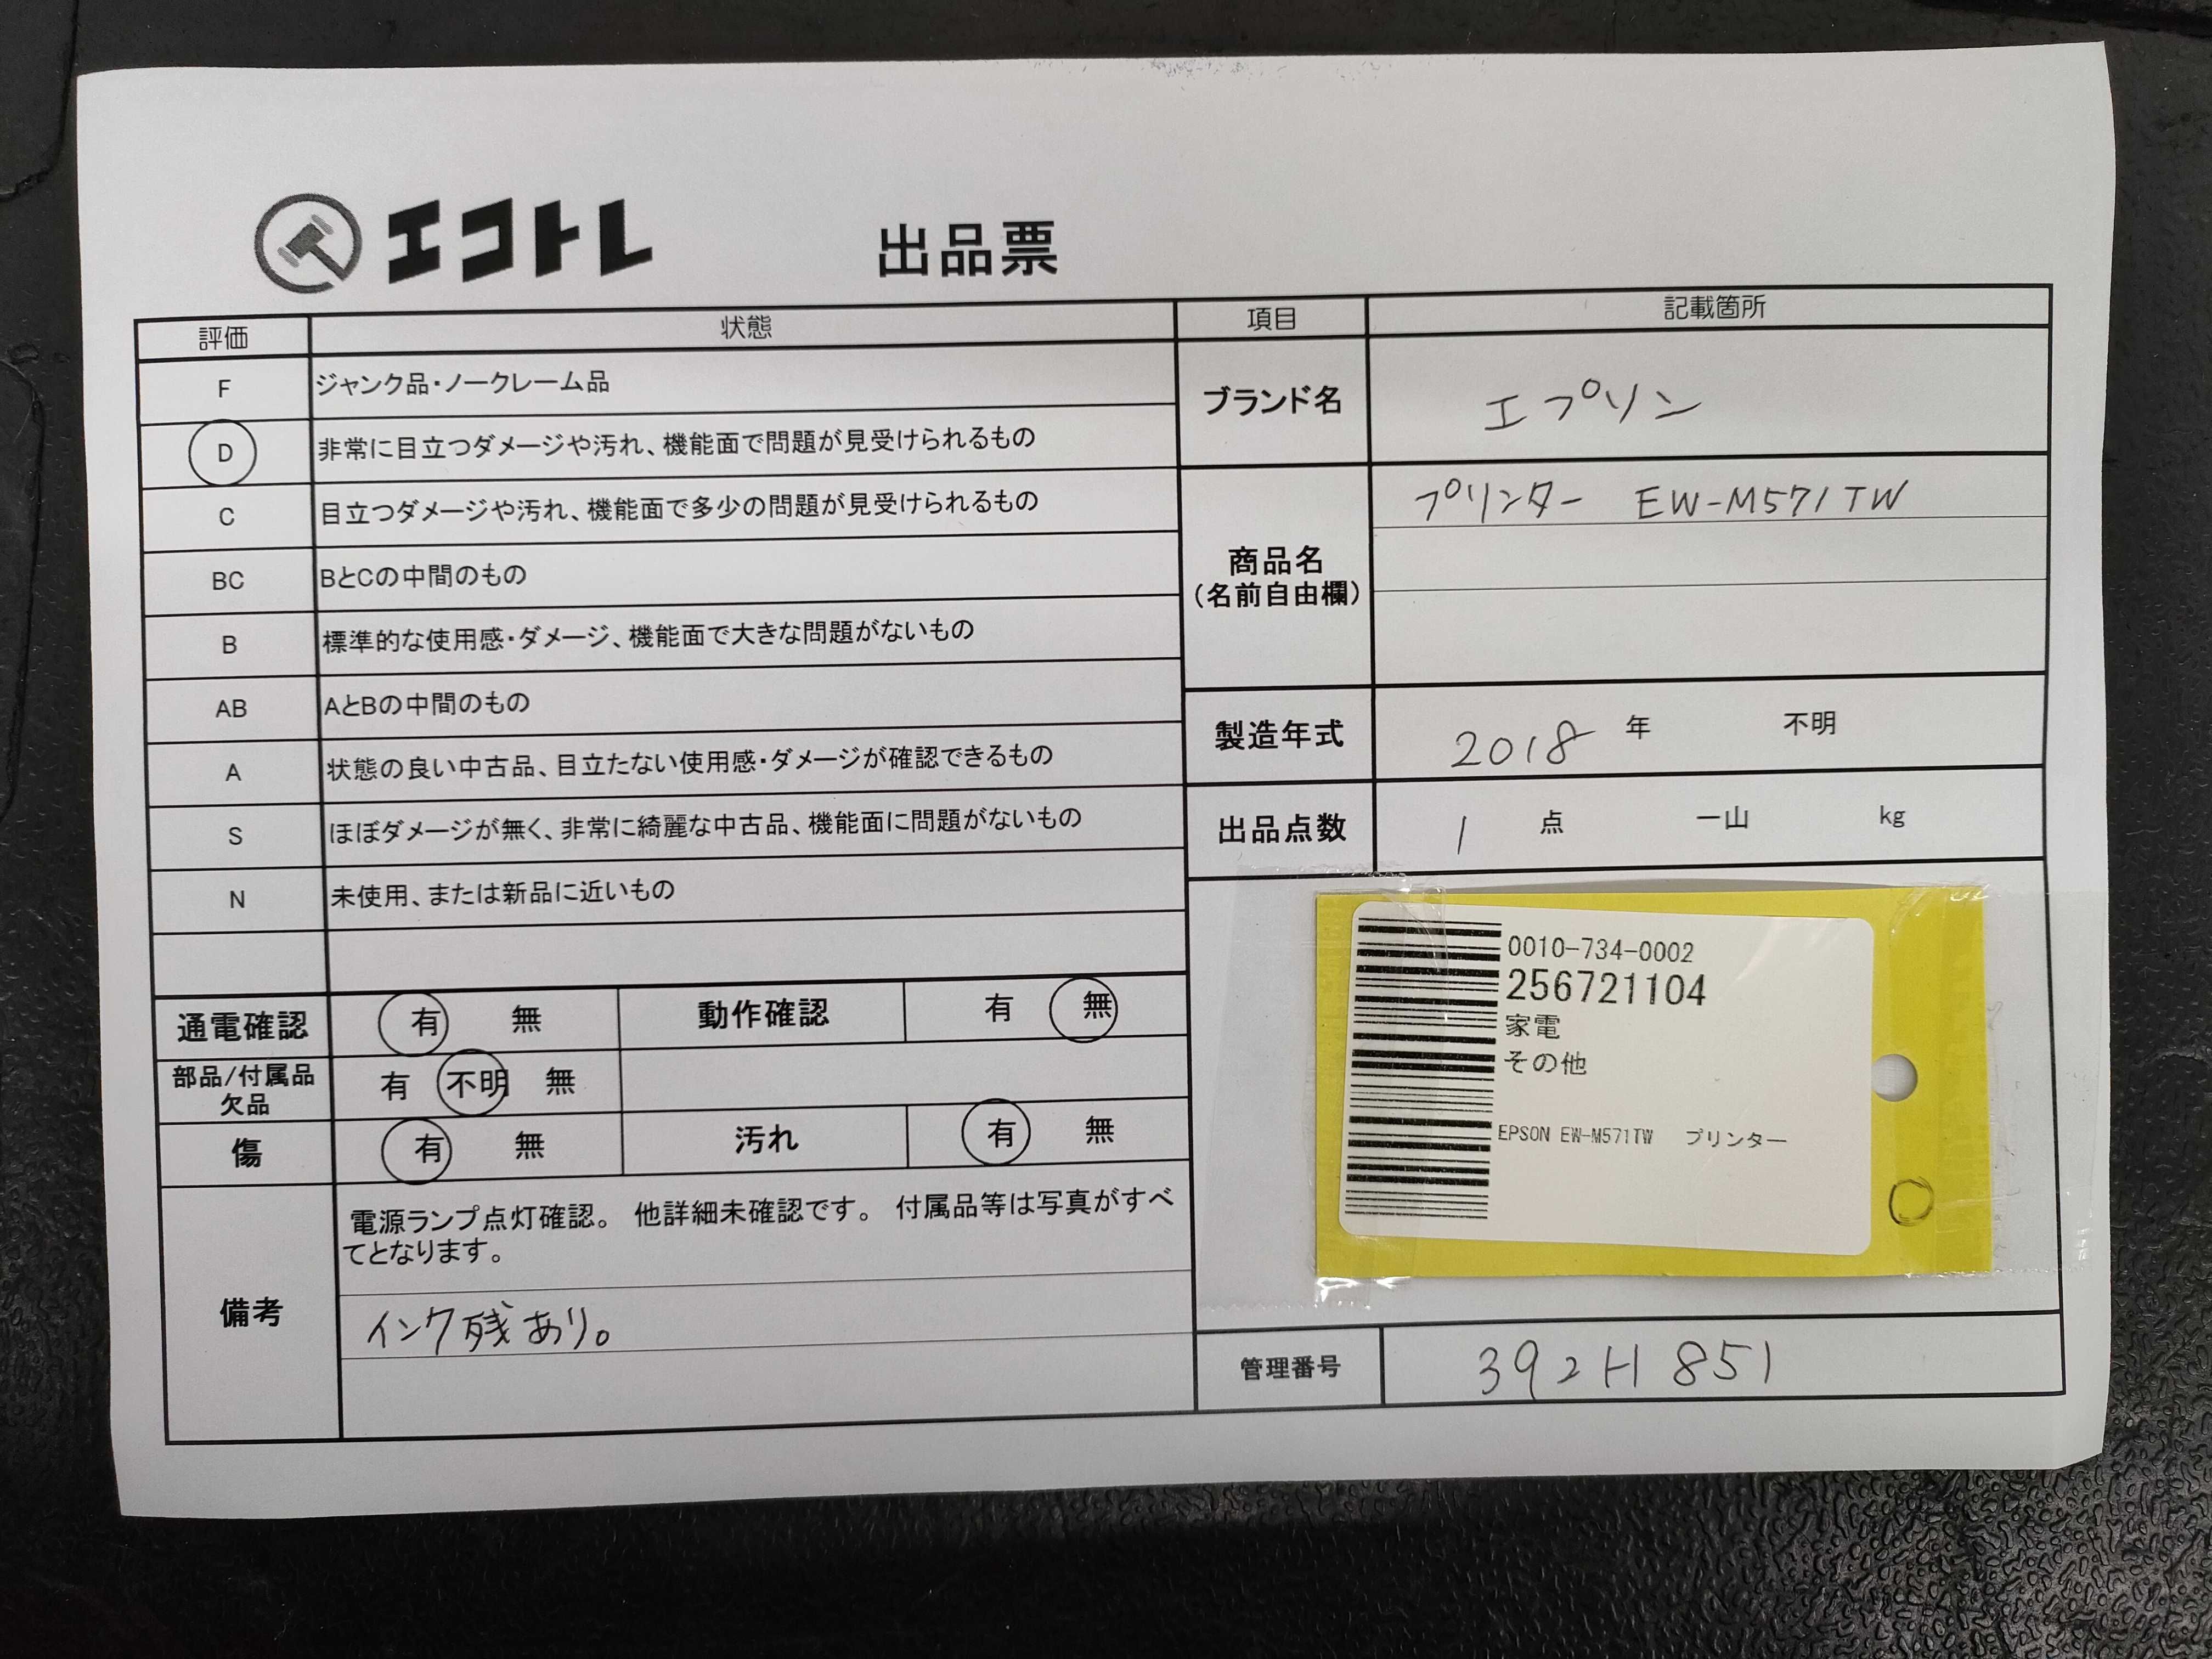 エコトレ 出品票
評価 状態 項目 記載箇所
F ジャンク品・ノークレーム品
D 非常に目立つダメージや汚れ、機能面で問題が見受けられるもの
C 目立つダメージや汚れ、機能面で多少の問題が見受けられるもの
BC BとCの中間のもの
B 標準的な使用感・ダメージ、機能面で大きな問題がないもの
AB AとBの中間のもの
A 状態の良い中古品、目立たない使用感・ダメージが確認できるもの
S ほぼダメージが無く、非常に綺麗な中古品、機能面に問題がないもの
N 未使用、または新品に近いもの
通電確認 有 無 動作確認 有 無
部品/付属品
欠品 有 不明 無
傷 有 無 汚れ 有 無
備考
電源ランプ点灯確認。 他詳細未確認です。 付属品等は写真がすべ
てとなります。
インク残あり。
ブランド名 エプソン
商品名
(名前自由欄)
プリンター EW-M571TW
製造年式 2018 年 不明
出品点数 1 点 一山 kg
0010-734-0002
256721104
家電
その他
EPSON EW-M571TW プリンター
管理番号 392H851